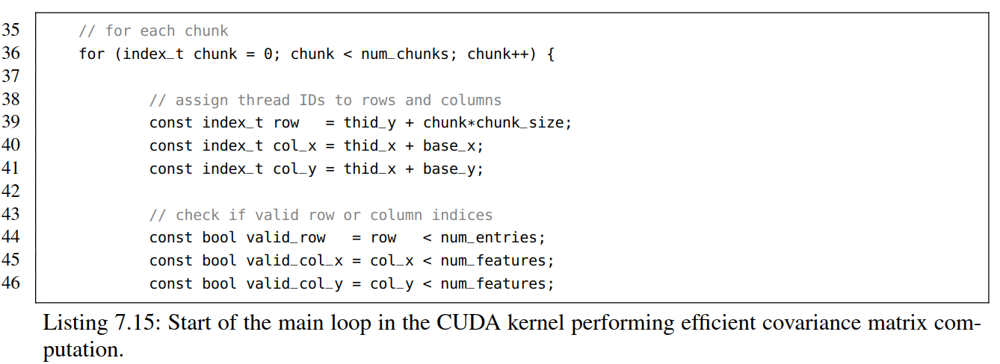 35 // for each chunk
36 for (index_t chunk = 0; chunk < num_chunks; chunk++) {
37
38 // assign thread IDs to rows and columns
39 const index_t row   = thid_y + chunk*chunk_size;
40 const index_t col_x = thid_x + base_x;
41 const index_t col_y = thid_x + base_y;
42
43 // check if valid row or column indices
44 const bool valid_row   = row   < num_entries;
45 const bool valid_col_x = col_x < num_features;
46 const bool valid_col_y = col_y < num_features;
Listing 7.15: Start of the main loop in the CUDA kernel performing efficient covariance matrix com-
putation.